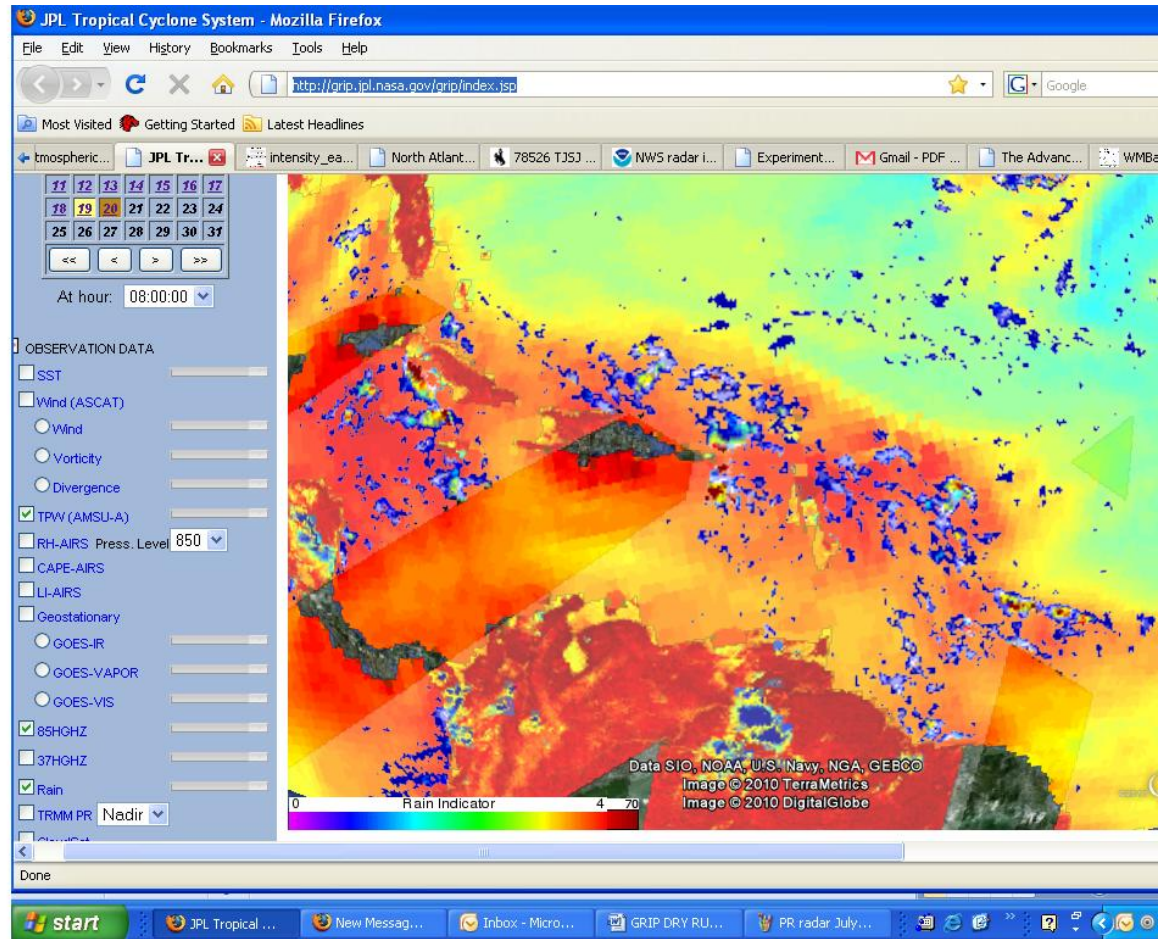 JPL Tropical Cyclone System - Mozilla Firefox
File Edit View History Bookmarks Tools Help
http://grip.jpl.nasa.gov/grip/index.jsp
G Google
Most Visited Getting Started Latest Headlines
tmospheric... JPL Tr... intensity_ea... North Atlant... 78526 TJSJ ... NWS radar i... Experiment... Gmail - PDF ... The Advanc... WMBa
11 12 13 14 15 16 17
18 19 20 21 22 23 24
25 26 27 28 29 30 31
<< < > >>
At hour: 08:00:00
OBSERVATION DATA
SST
Wind (ASCAT)
Wind
Vorticity
Divergence
TPW (AMSU-A)
RH-AIRS Press. Level 850
CAPE-AIRS
LI-AIRS
Geostationary
GOES-IR
GOES-VAPOR
GOES-VIS
85HGHZ
37HGHZ
Rain
TRMM PR Nadir
Data SIO, NOAA, U.S. Navy, NGA, GEBCO
Image © 2010 TerraMetrics
Image © 2010 DigitalGlobe
0 Rain Indicator 4 70
Done
start JPL Tropical ... New Messag... Inbox - Micro... GRIP DRY RU... PR radar July...